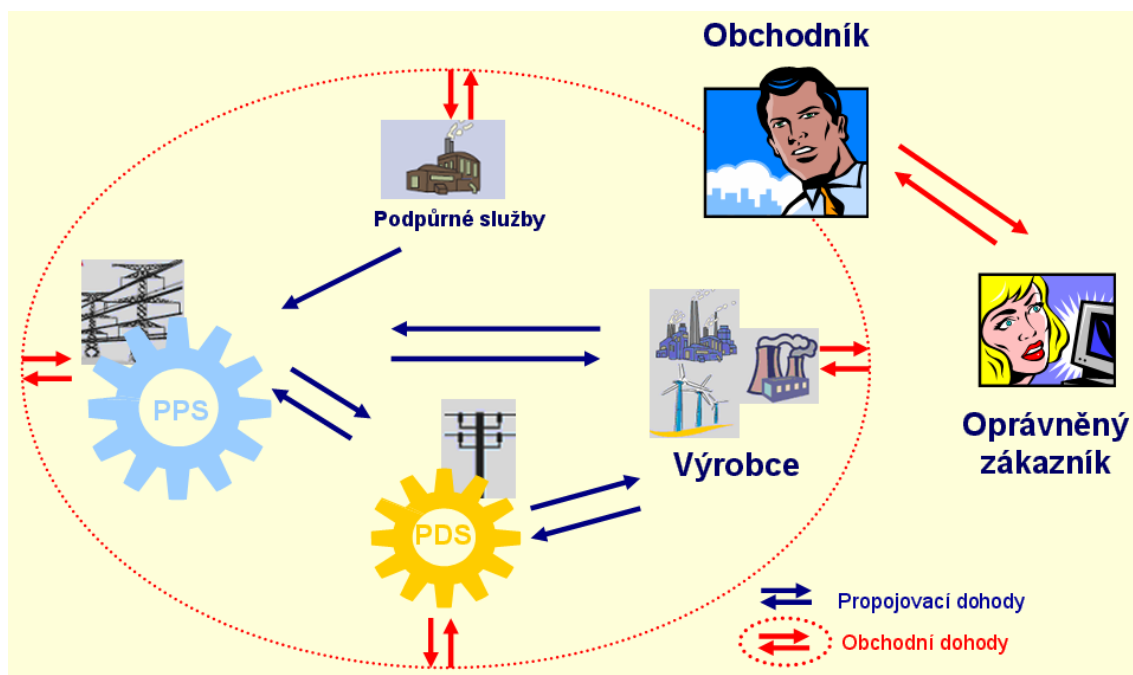 Obchodník
Podpůrné služby
PPS
PDS
Výrobce
Oprávněný
zákazník
Propojovací dohody
Obchodní dohody